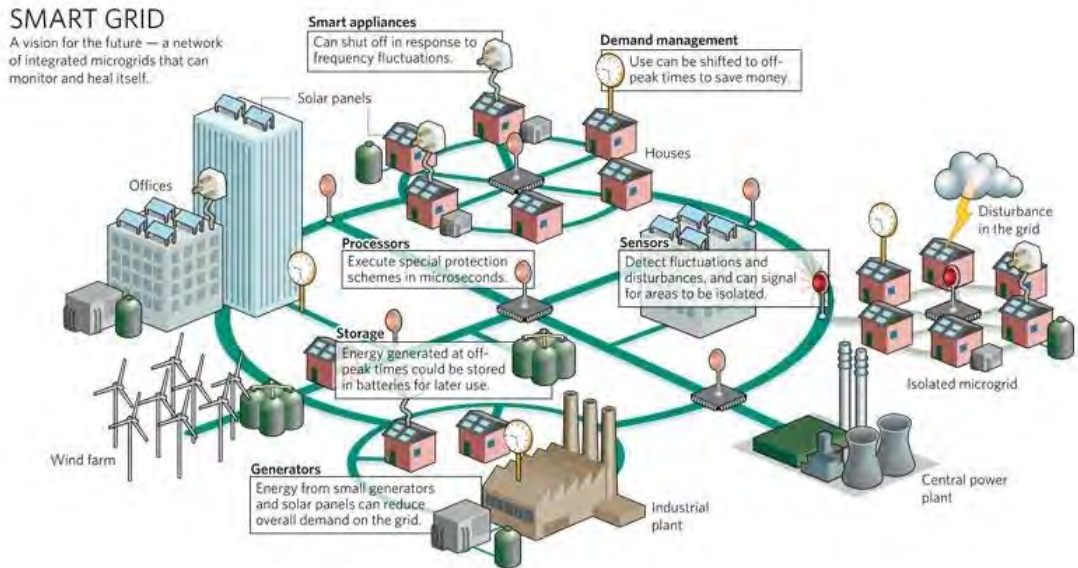 SMART GRID
A vision for the future — a network
of integrated microgrids that can
monitor and heal itself.
Smart appliances
Can shut off in response to
frequency fluctuations.
Demand management
Use can be shifted to off-
peak times to save money.
Solar panels
Houses
Offices
Disturbance
in the grid
Processors
Execute special protection
schemes in microseconds.
Sensors
Detect fluctuations and
disturbances, and can signal
for areas to be isolated.
Storage
Energy generated at off-
peak times could be stored
in batteries for later use.
Isolated microgrid
Wind farm
Generators
Energy from small generators
and solar panels can reduce
overall demand on the grid.
Industrial
plant
Central power
plant